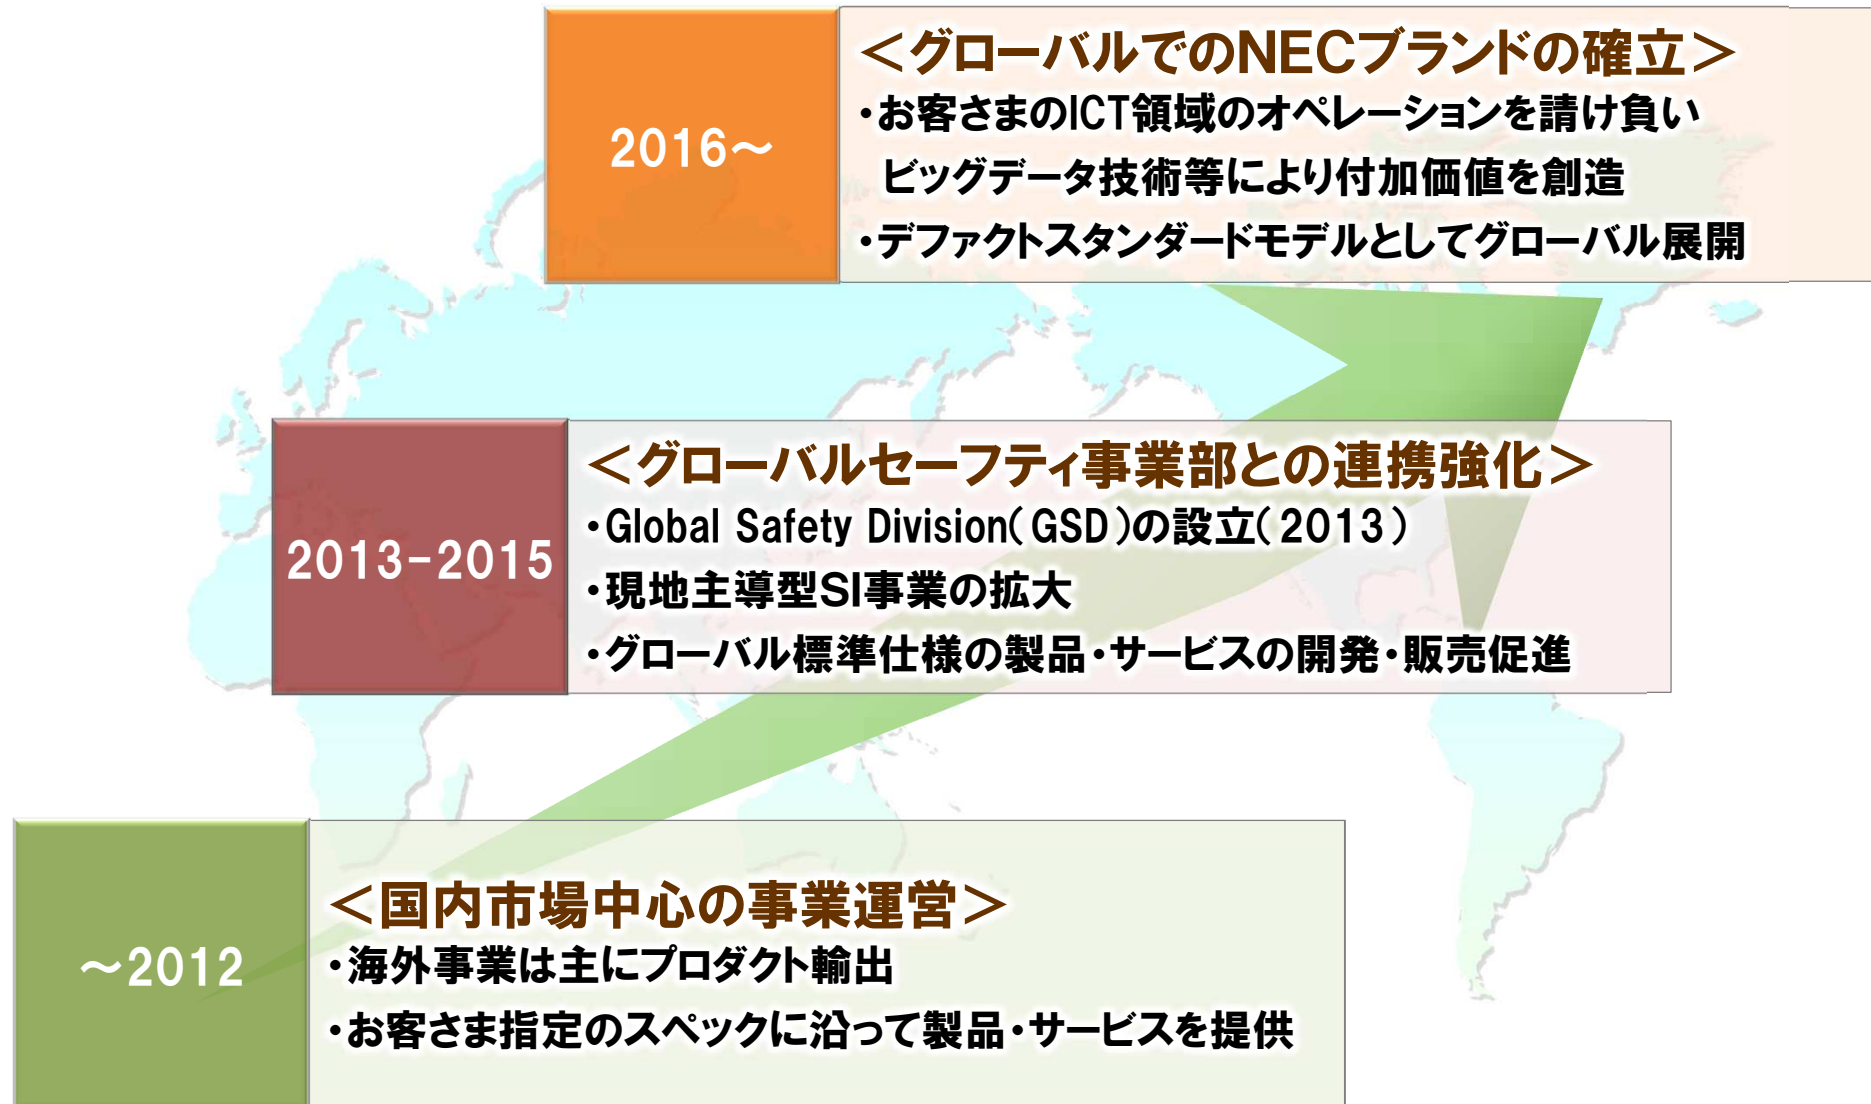 2016～
＜グローバルでのNECブランドの確立＞
・お客さまのICT領域のオペレーションを請け負い
ビッグデータ技術等により付加価値を創造
・デファクトスタンダードモデルとしてグローバル展開
2013-2015
＜グローバルセーフティ事業部との連携強化＞
・Global Safety Division(GSD)の設立(2013)
・現地主導型SI事業の拡大
・グローバル標準仕様の製品・サービスの開発・販売促進
～2012
＜国内市場中心の事業運営＞
・海外事業は主にプロダクト輸出
・お客さま指定のスペックに沿って製品・サービスを提供